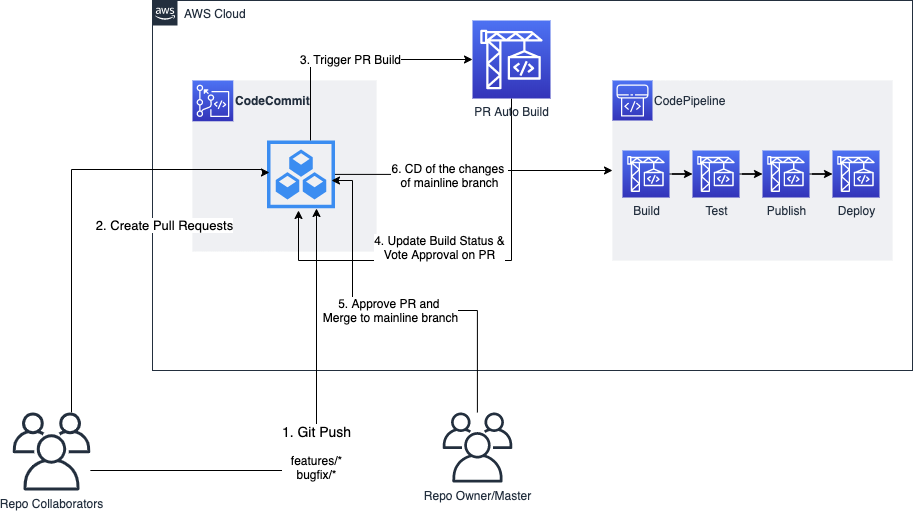 aws
AWS Cloud
3. Trigger PR Build
CodeCommit
PR Auto Build
CodePipeline
6. CD of the changes
of mainline branch
Build
Test
Publish
Deploy
2. Create Pull Requests
4. Update Build Status &
Vote Approval on PR
5. Approve PR and
Merge to mainline branch
1. Git Push
features/*
bugfix/*
Repo Collaborators
Repo Owner/Master